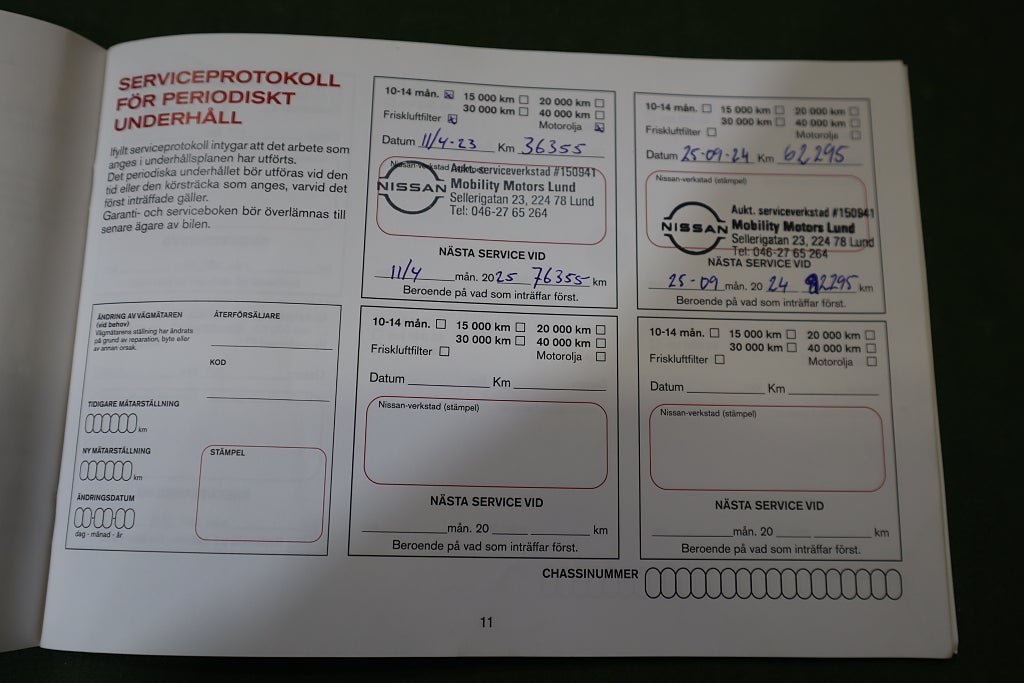 SERVICEPROTOKOLL
FÖR PERIODISKT
UNDERHÅLL
Ifyllt serviceprotokoll intygar att det arbete som
anges i underhållsplanen har utförts.
Det periodiska underhållet bör utföras vid den
tid eller den körsträcka som anges, varvid det
först inträffade gäller.
Garanti- och serviceboken bör överlämnas till
senare ägare av bilen.
ÄNDRING AV VÄGMÄTAREN
(vid behov)
Vägmätarens ställning har ändrats
på grund av reparation, byte eller
av annan orsak.
TIDIGARE MÄTARSTÄLLNING
km
NY MÄTARSTÄLLNING
km
ÄNDRINGSDATUM
dag - månad - år
ÅTERFÖRSÄLJARE
KOD
STÄMPEL
10-14 mån. 15 000 km 20 000 km
30 000 km 40 000 km
Friskluftfilter Motorolja
Datum 11/4-23 Km 36355
Nissan-verkstad
Aukt. serviceverkstad #150941
NISSAN Mobility Motors Lund
Sellerigatan 23, 224 78 Lund
Tel: 046-27 65 264
NÄSTA SERVICE VID
11/4 mån. 2025 76355 km
Beroende på vad som inträffar först.
10-14 mån. 15 000 km 20 000 km
30 000 km 40 000 km
Friskluftfilter Motorolja
Datum 25-09-24 Km 62295
Nissan-verkstad (stämpel)
Aukt. serviceverkstad #150941
NISSAN Mobility Motors Lund
Sellerigatan 23, 224 78 Lund
Tel: 046-27 65 264
NÄSTA SERVICE VID
25-09 mån. 20 24 km
Beroende på vad som inträffar först.
10-14 mån. 15 000 km 20 000 km
30 000 km 40 000 km
Friskluftfilter Motorolja
Datum Km
Nissan-verkstad (stämpel)
NÄSTA SERVICE VID
mån. 20 km
Beroende på vad som inträffar först.
10-14 mån. 15 000 km 20 000 km
30 000 km 40 000 km
Friskluftfilter Motorolja
Datum Km
Nissan-verkstad (stämpel)
NÄSTA SERVICE VID
mån. 20 km
Beroende på vad som inträffar först.
CHASSINUMMER
11